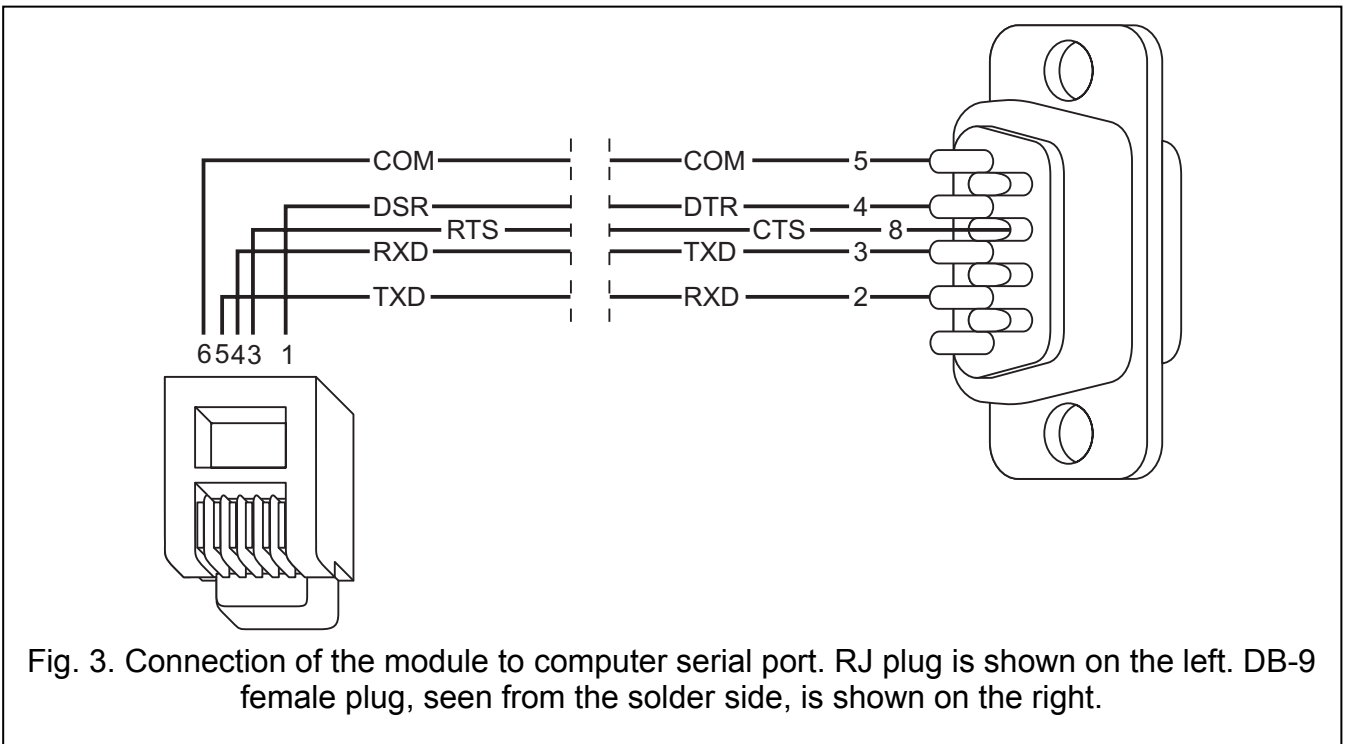 COM COM 5
DSR DTR 4
RTS CTS 8
RXD TXD 3
TXD RXD 2
6543 1
Fig. 3. Connection of the module to computer serial port. RJ plug is shown on the left. DB-9
female plug, seen from the solder side, is shown on the right.